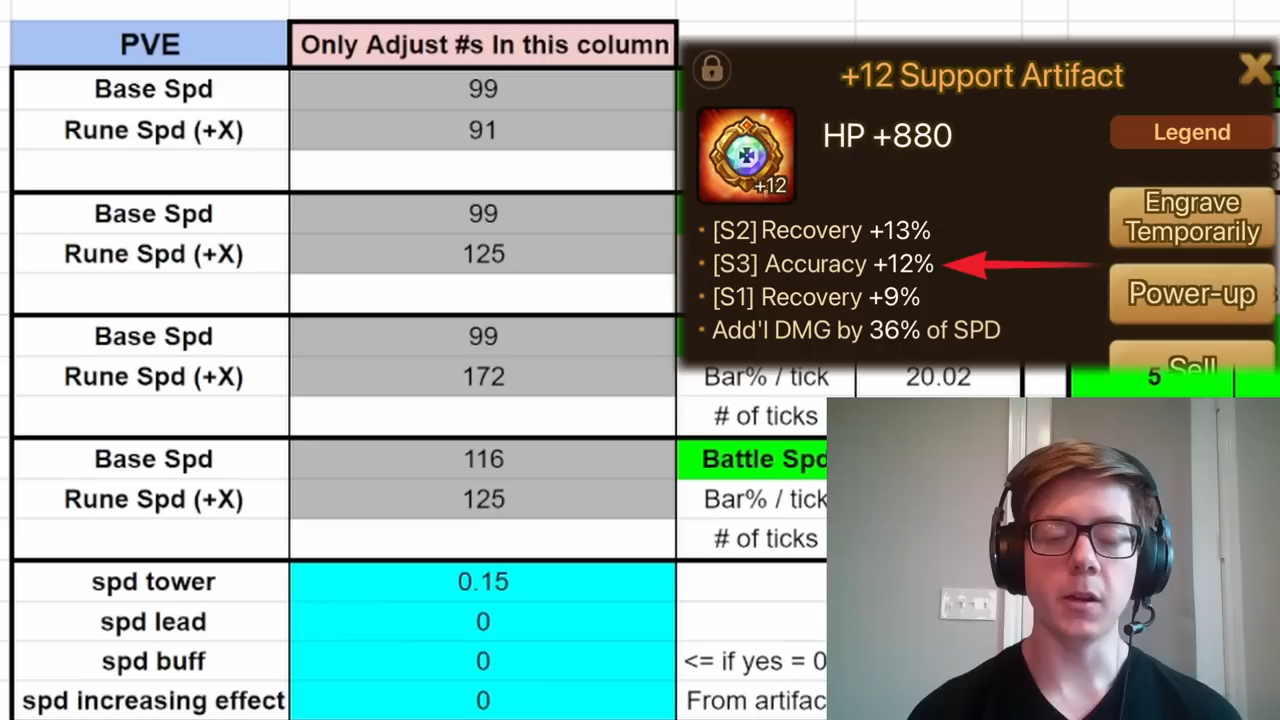 PVE Only Adjust #s In this column
Base Spd 99
Rune Spd (+X) 91
Base Spd 99
Rune Spd (+X) 125
Base Spd 99
Rune Spd (+X) 172
Bar% / tick 20.02
5
# of ticks
Base Spd 116
Battle Spd
Rune Spd (+X) 125
Bar% / tick
# of ticks
spd tower 0.15
spd lead 0
spd buff 0 <= if yes = 0
spd increasing effect 0 From artifac
+12 Support Artifact
X
+12
HP +880
Legend
[S2] Recovery +13%
[S3] Accuracy +12%
[S1] Recovery +9%
Add'l DMG by 36% of SPD
Engrave
Temporarily
Power-up
Sell